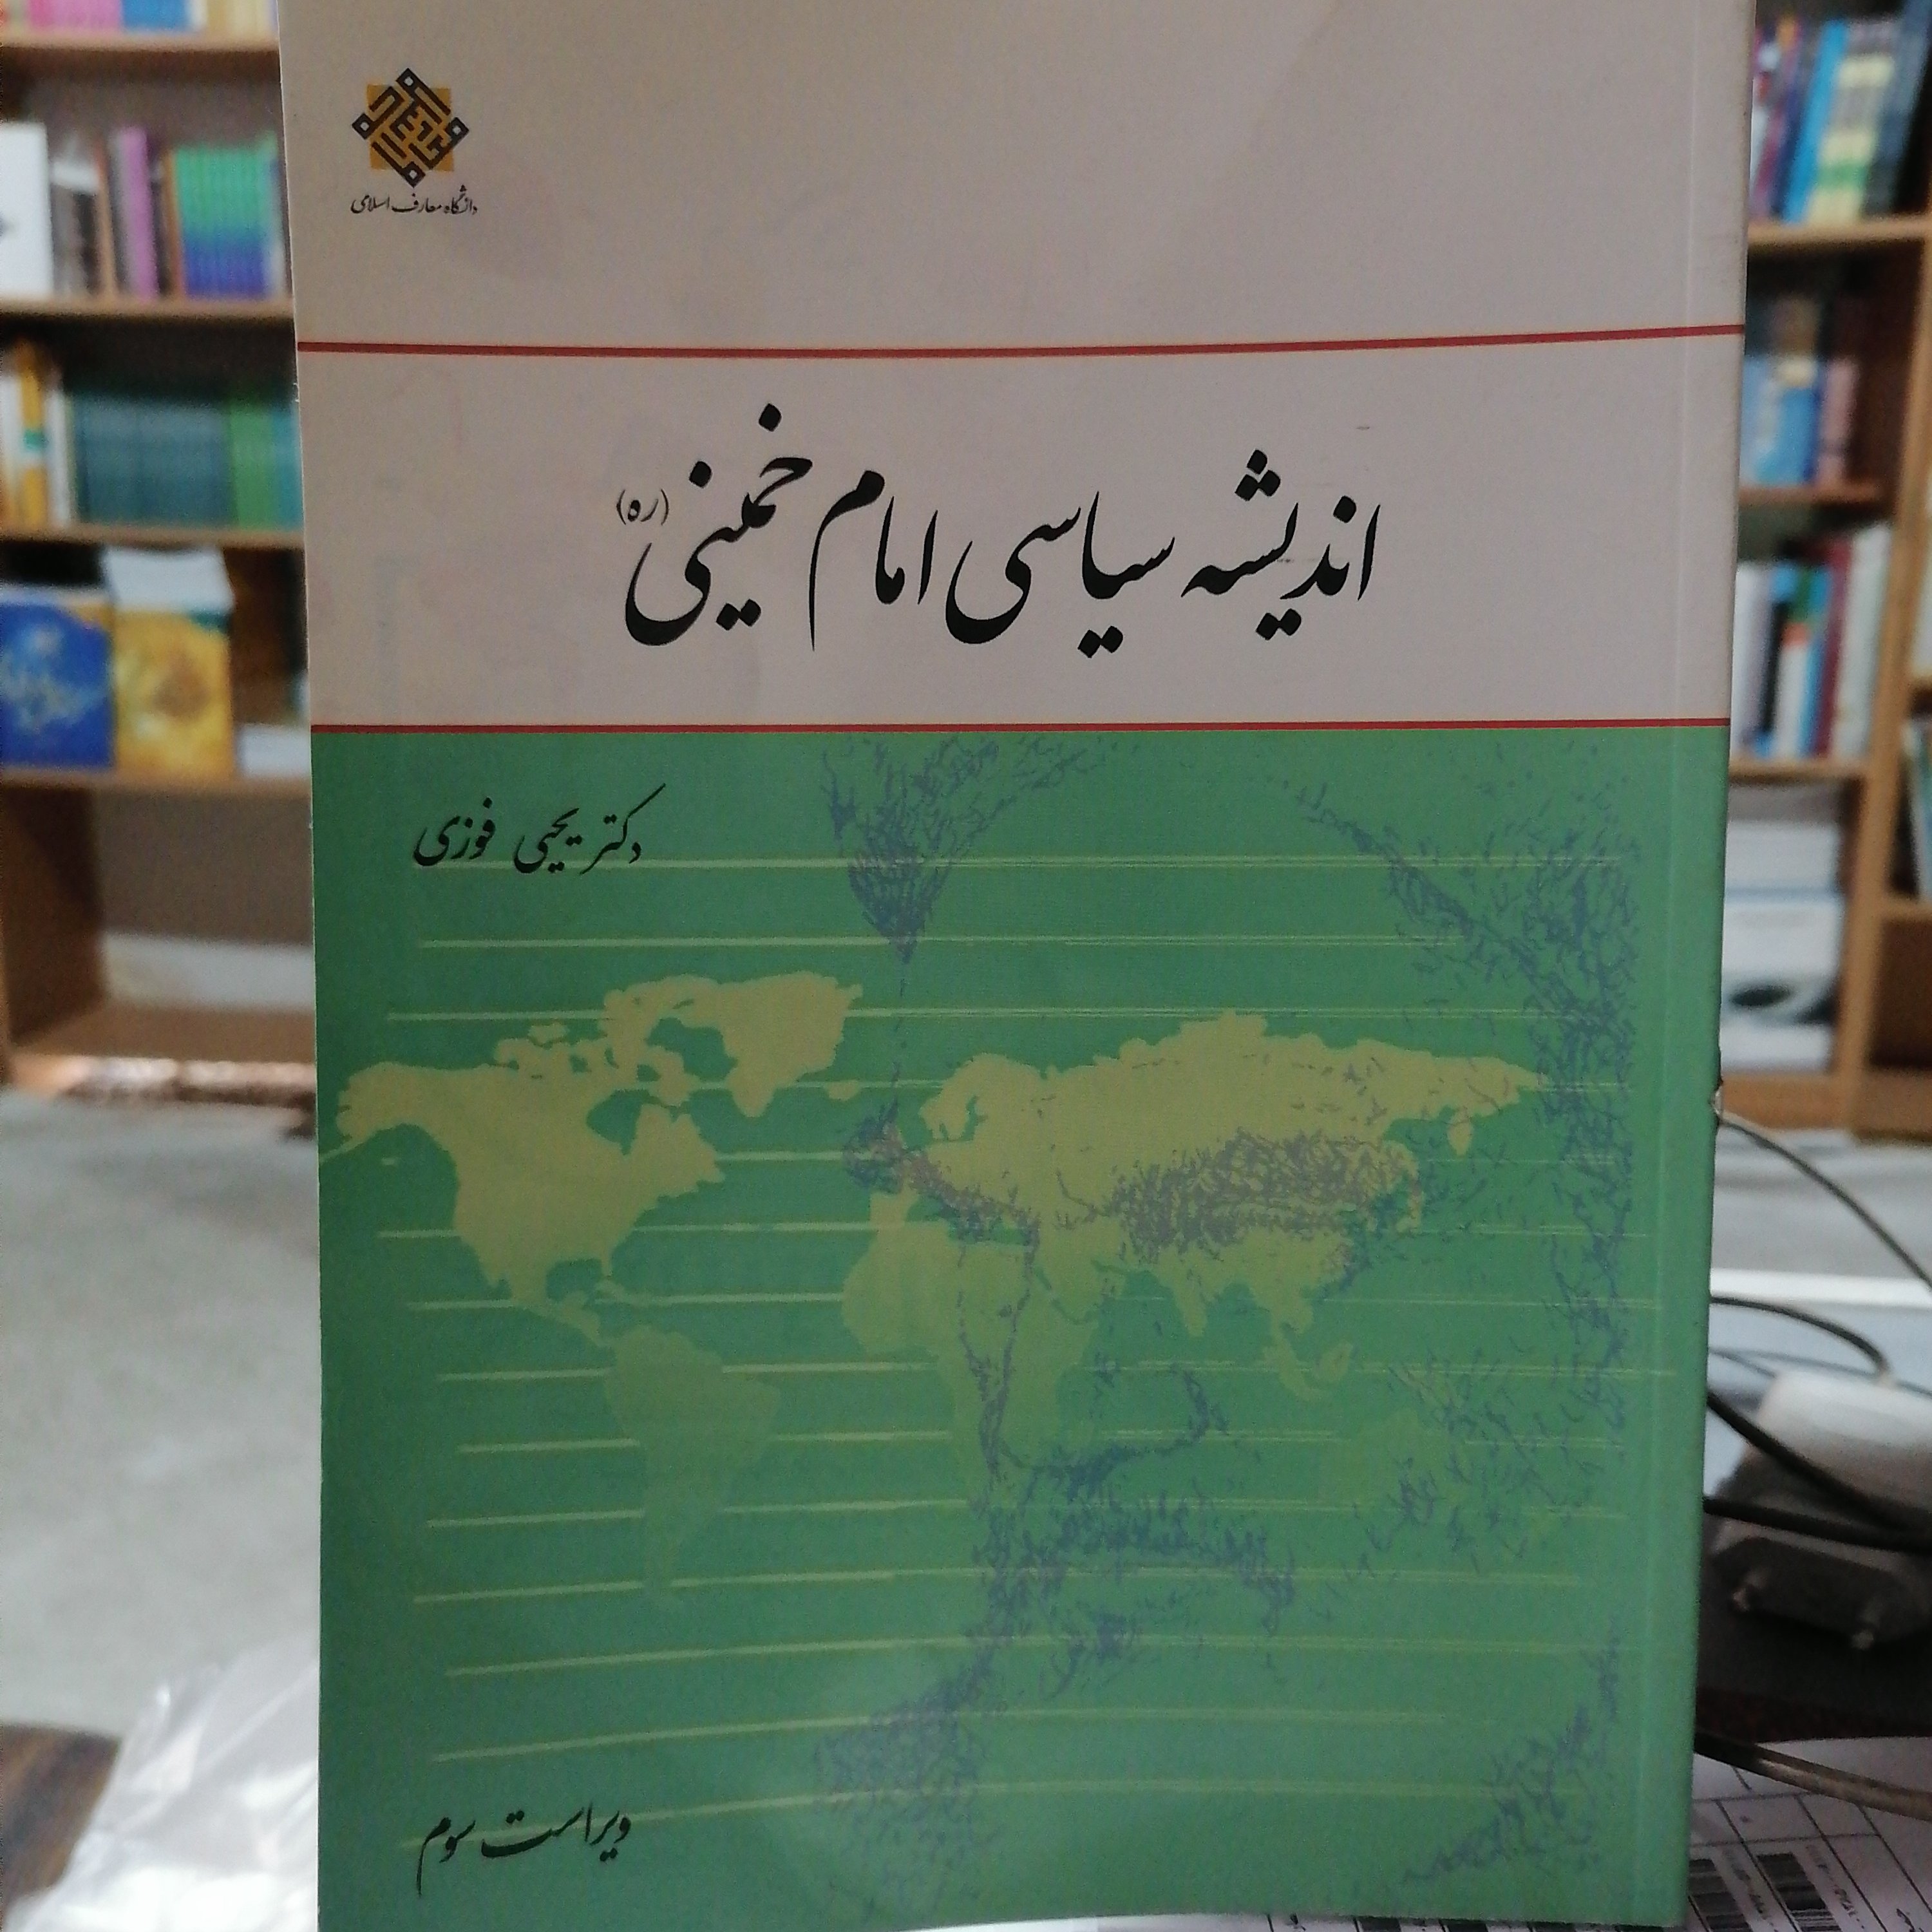 دانشگاه معارف اسلامی
اندیشه سیاسی امام خمینی (ره)
دکتر یحیی فوزی
ویراست سوم